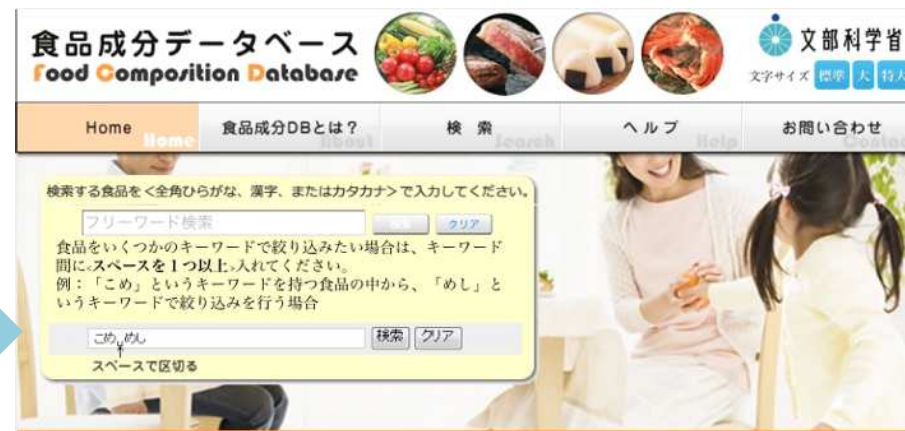 食品成分データベース
Food Composition Database
文部科学省
文字サイズ 標準 大 特大
Home 食品成分DBとは? 検索 ヘルプ お問い合わせ
Home About Search Help Contac
検索する食品を<全角ひらがな、漢字、またはカタカナ>で入力してください。
フリーワード検索 クリア
食品をいくつかのキーワードで絞り込みたい場合は、キーワード
間に<スペースを1つ以上>入れてください。
例:「こめ」というキーワードを持つ食品の中から、「めし」と
いうキーワードで絞り込みを行う場合
こめ めし 検索 クリア
スペースで区切る